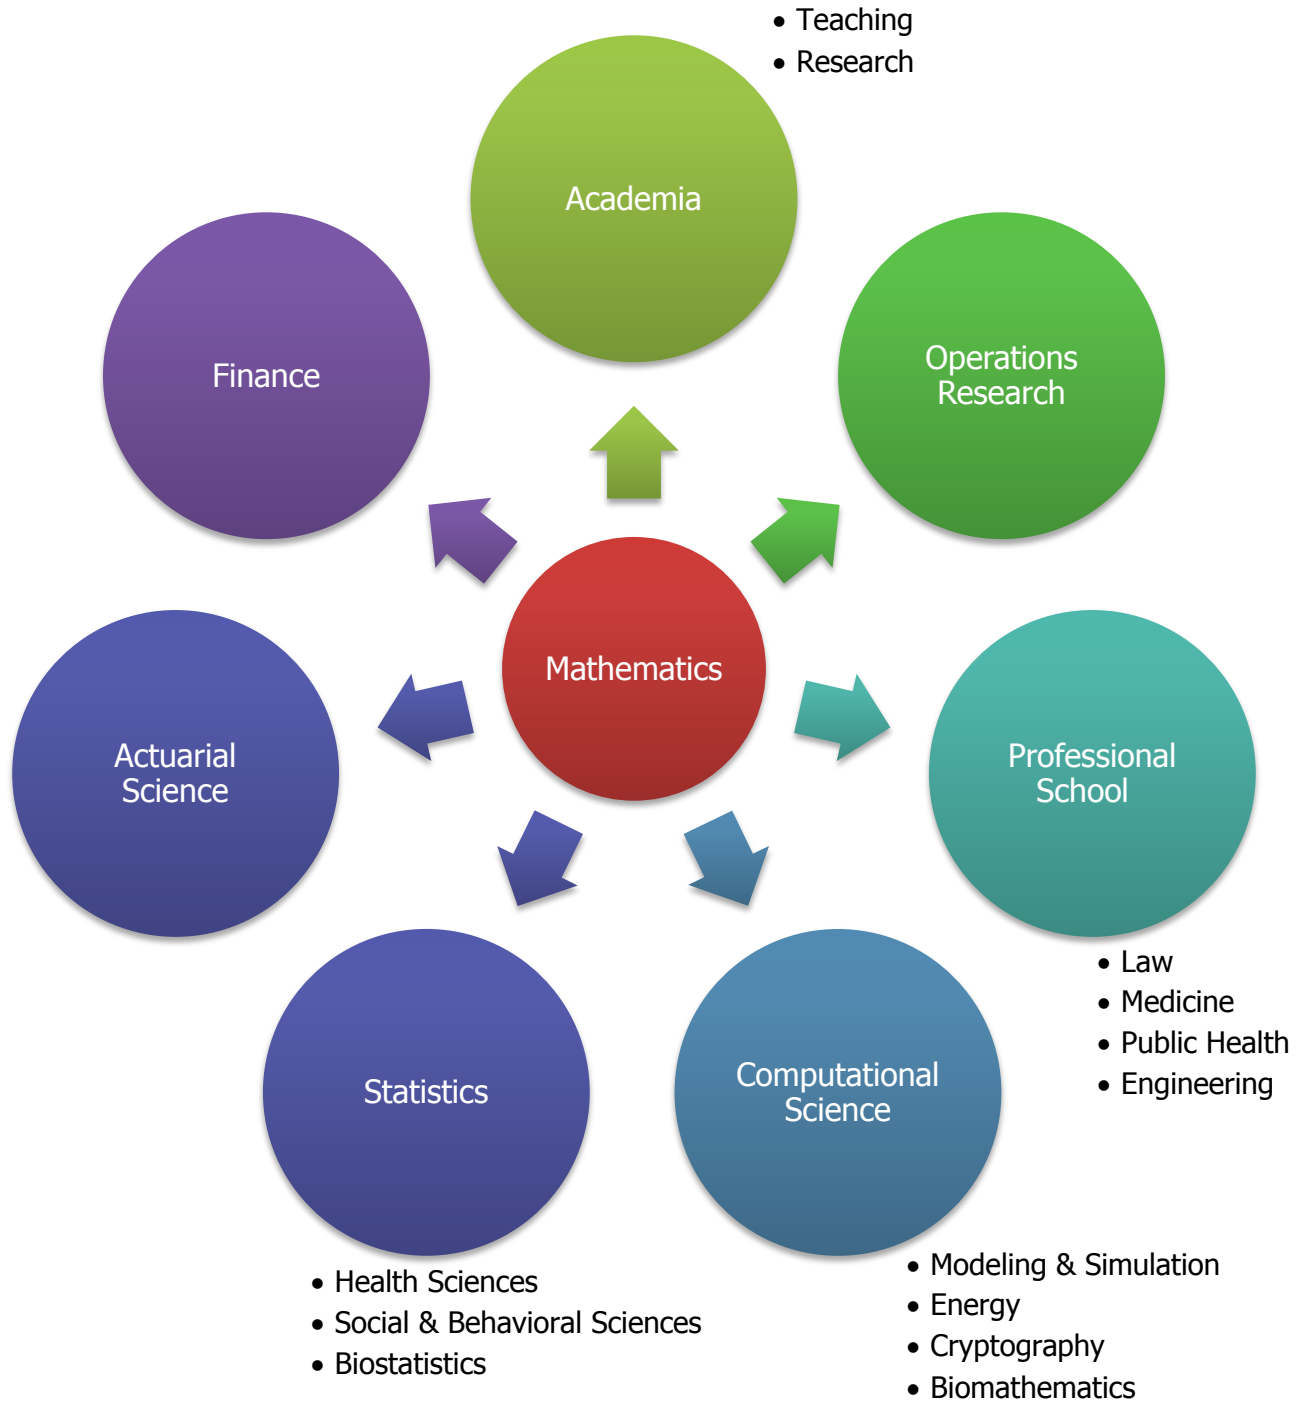 • Teaching
• Research
Academia
Finance
Operations
Research
Mathematics
Actuarial
Science
Professional
School
• Law
• Medicine
• Public Health
• Engineering
Statistics
Computational
Science
• Health Sciences
• Social & Behavioral Sciences
• Biostatistics
• Modeling & Simulation
• Energy
• Cryptography
• Biomathematics